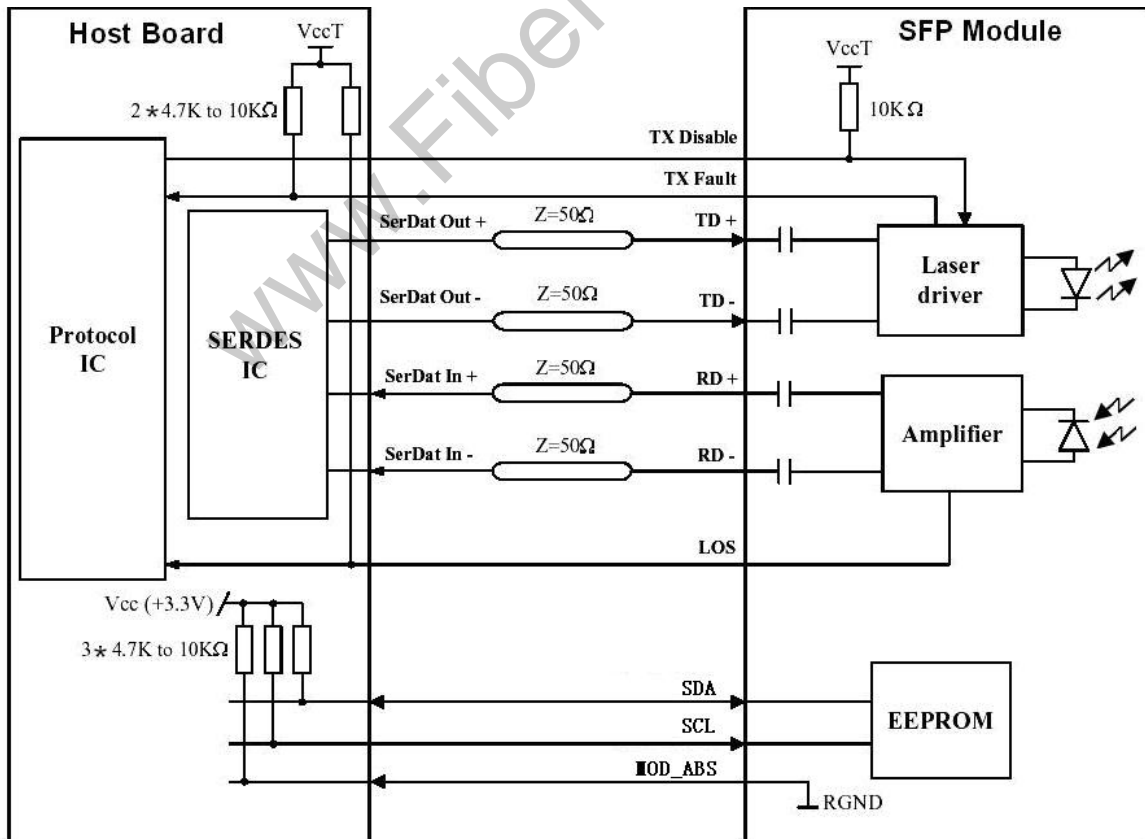 Host Board
SFP Module
VccT
VccT
2*4.7K to 10KΩ
10KΩ
TX Disable
TX Fault
SerDat Out +
Z=50Ω
TD +
SerDat Out -
Z=50Ω
TD -
Laser
driver
Protocol
IC
SERDES
IC
SerDat In +
Z=50Ω
RD +
SerDat In -
Z=50Ω
RD -
Amplifier
LOS
Vcc (+3.3V)
3*4.7K to 10KΩ
SDA
SCL
MOD_ABS
EEPROM
RGND
www.Fibe